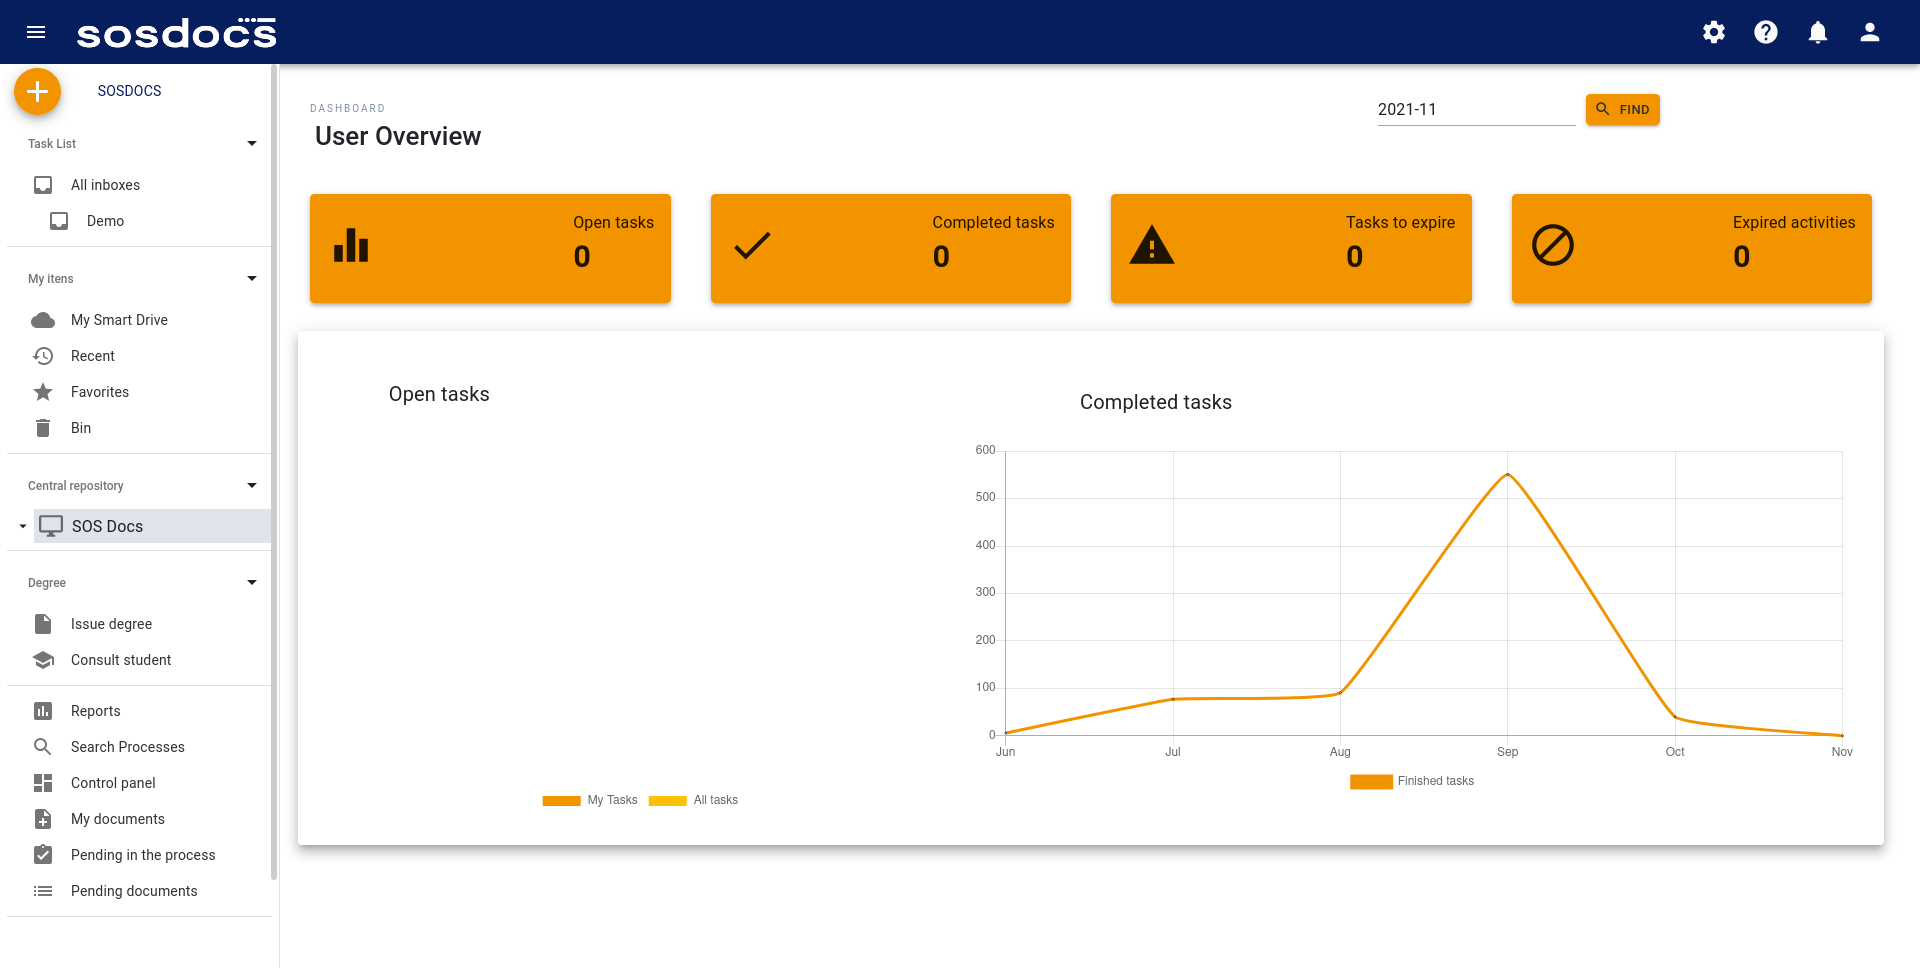 sosdocs
SOSDOCS
Task List
All inboxes
Demo
My itens
My Smart Drive
Recent
Favorites
Bin
Central repository
SOS Docs
Degree
Issue degree
Consult student
Reports
Search Processes
Control panel
My documents
Pending in the process
Pending documents
DASHBOARD
User Overview
2021-11
FIND
Open tasks
0
Completed tasks
0
Tasks to expire
0
Expired activities
0
Open tasks
My Tasks All tasks
Completed tasks
600
500
400
300
200
100
0
Jun Jul Aug Sep Oct Nov
Finished tasks